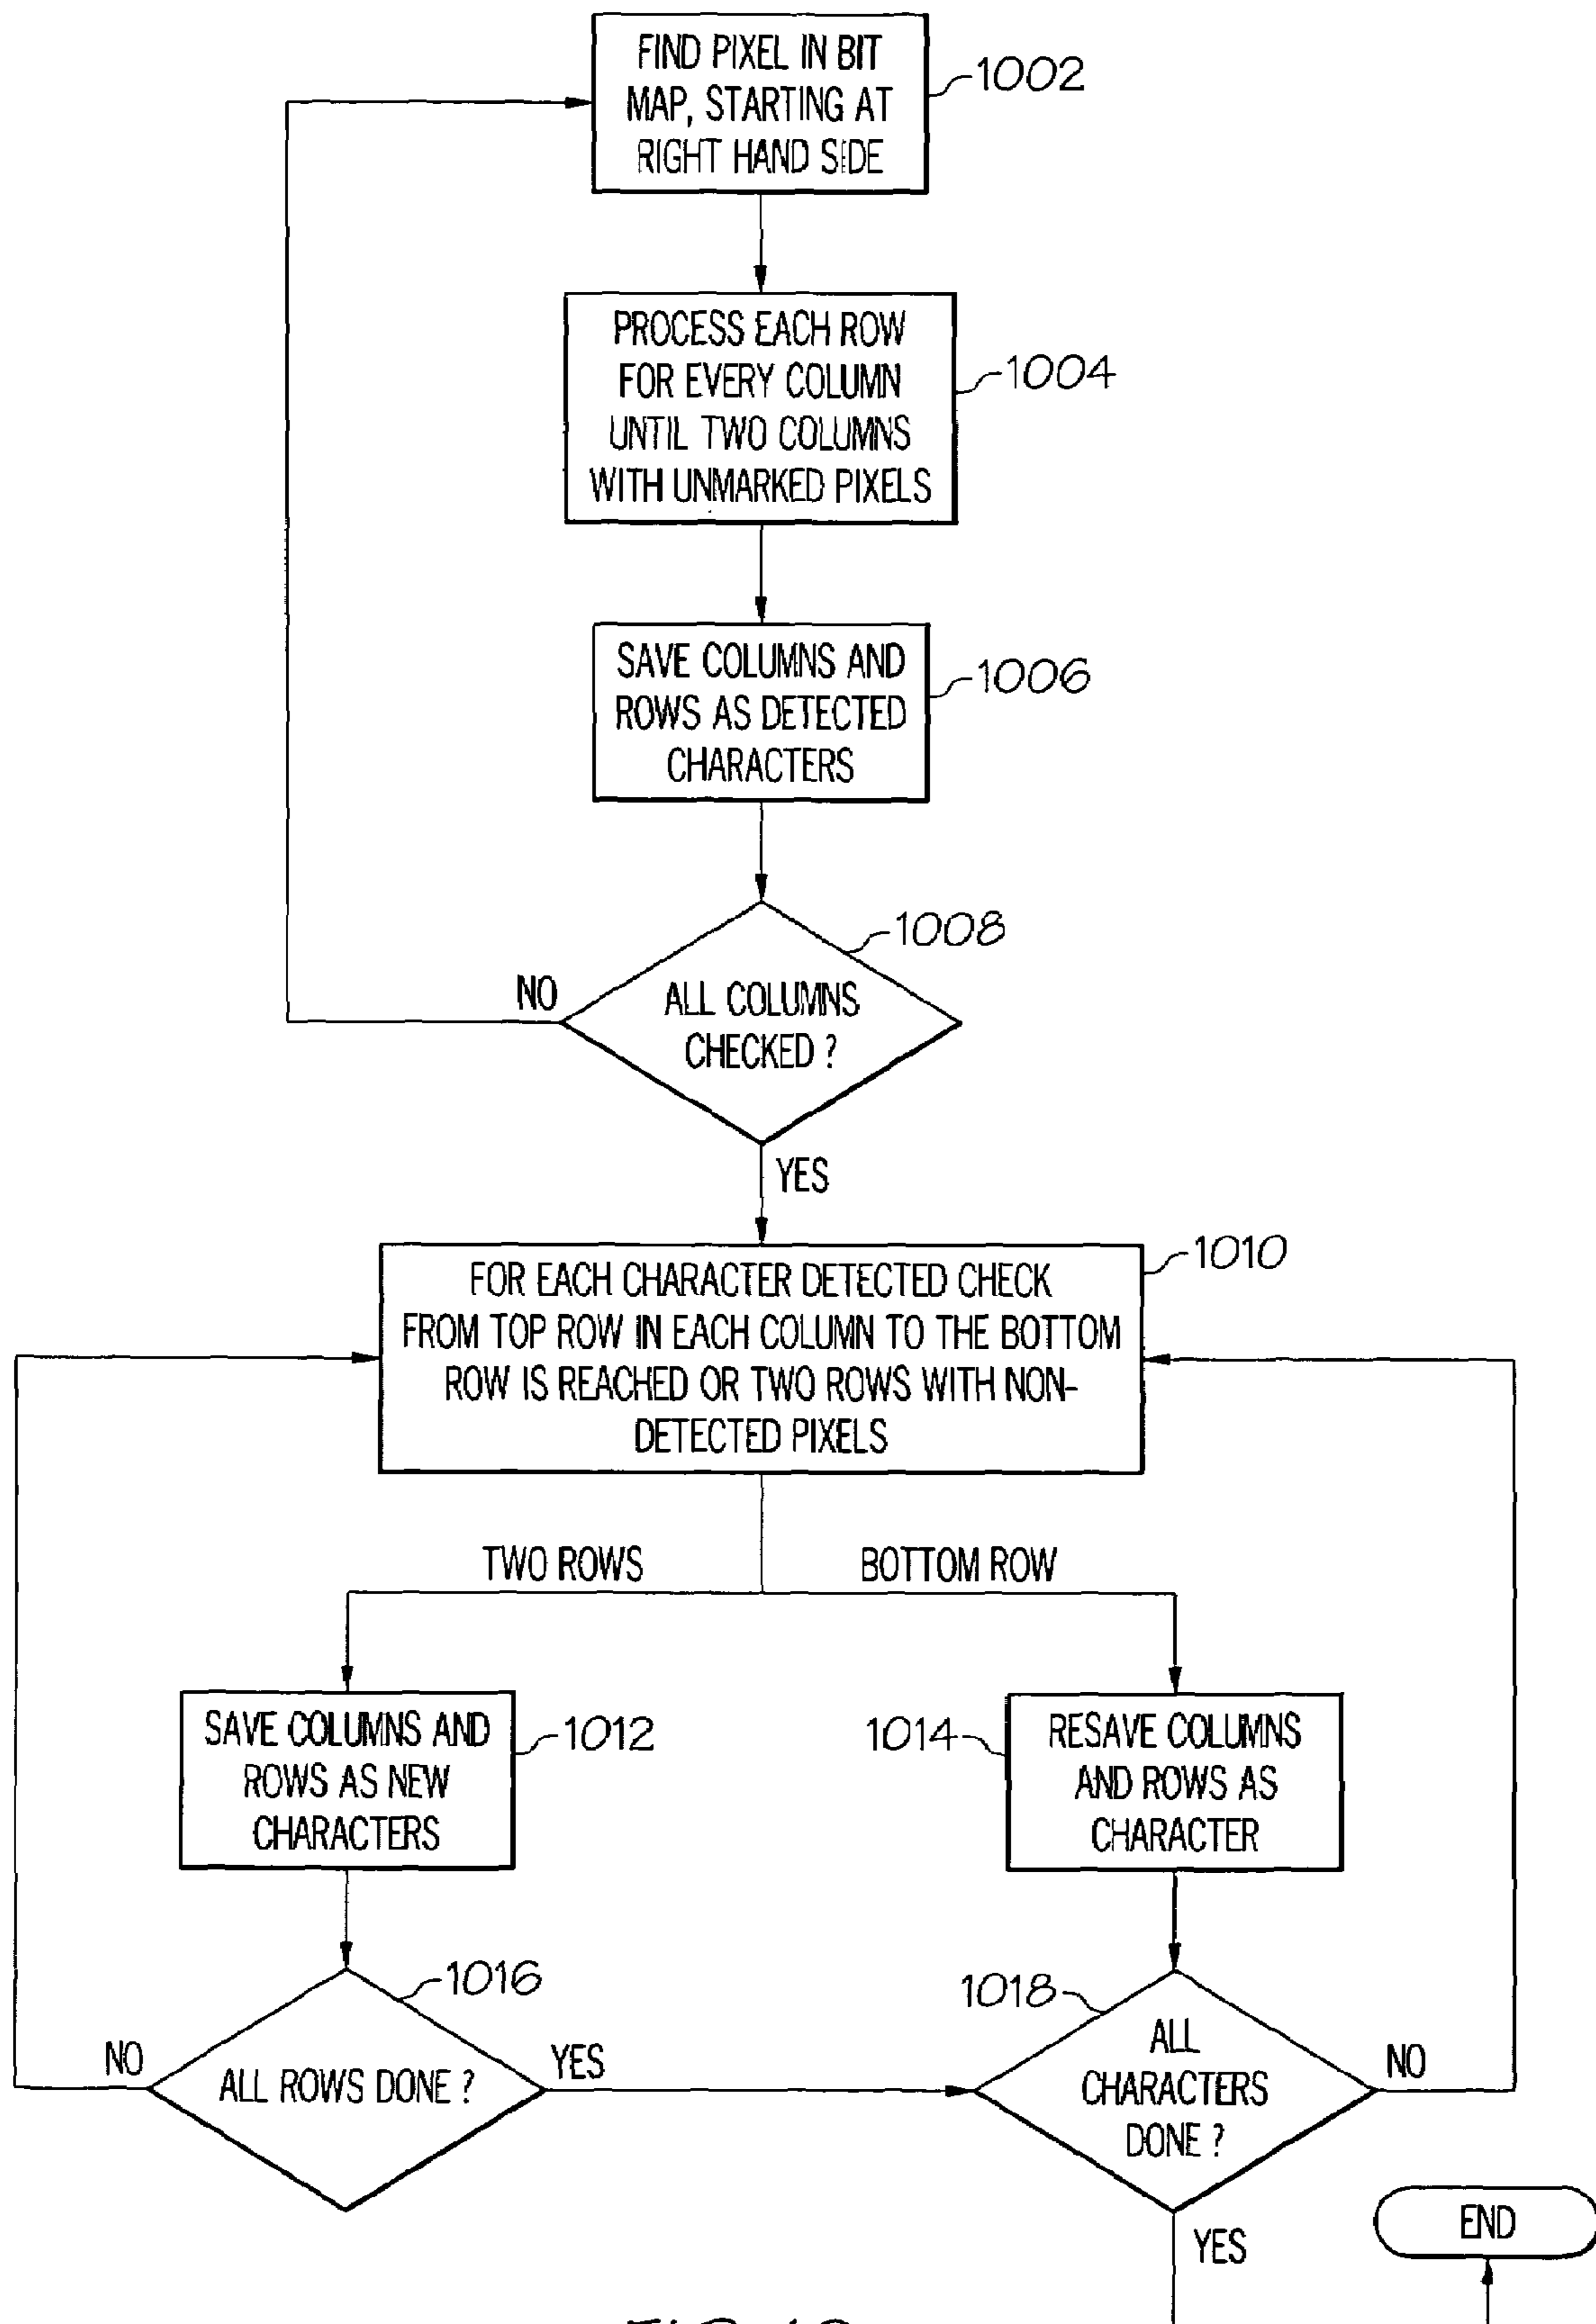 FIND PIXEL IN BIT
MAP, STARTING AT
RIGHT HAND SIDE
1002
PROCESS EACH ROW
FOR EVERY COLUMN
UNTIL TWO COLUMNS
WITH UNMARKED PIXELS
1004
SAVE COLUMNS AND
ROWS AS DETECTED
CHARACTERS
1006
1008
NO
ALL COLUMNS
CHECKED ?
YES
1010
FOR EACH CHARACTER DETECTED CHECK
FROM TOP ROW IN EACH COLUMN TO THE BOTTOM
ROW IS REACHED OR TWO ROWS WITH NON-
DETECTED PIXELS
TWO ROWS
BOTTOM ROW
SAVE COLUMNS AND
ROWS AS NEW
CHARACTERS
1012
1014
RESAVE COLUMNS
AND ROWS AS
CHARACTER
1016
NO
ALL ROWS DONE ?
YES
1018
ALL
CHARACTERS
DONE ?
NO
YES
END